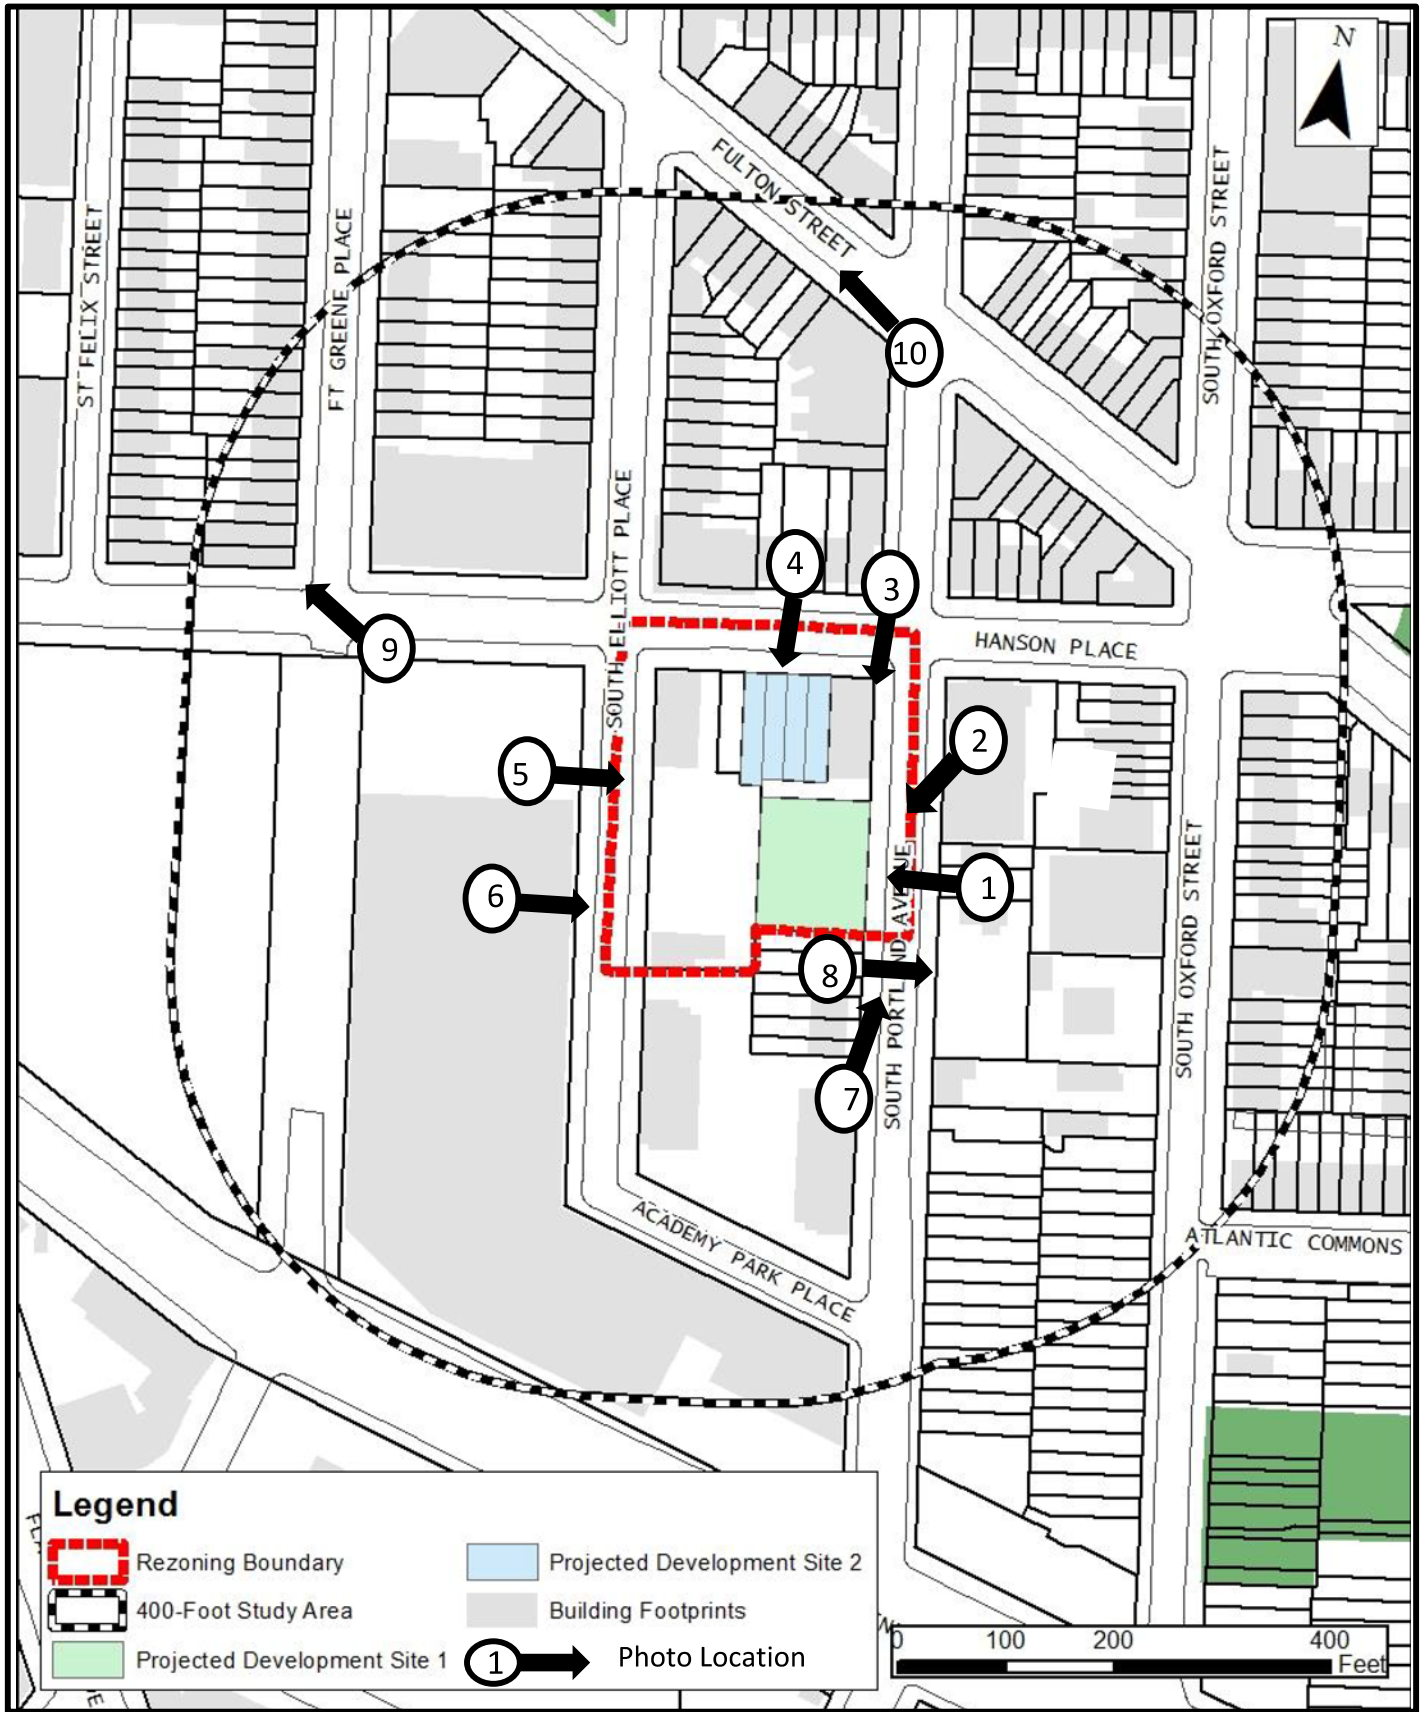 N
FULTON STREET
ST FELIX STREET
FT GREENE PLACE
SOUTH OXFORD STREET
10
SOUTH ELLIOTT PLACE
4
3
9
HANSON PLACE
5
2
6
1
8
SOUTH PORTLAND AVENUE
SOUTH OXFORD STREET
7
ACADEMY PARK PLACE
ATLANTIC COMMONS
Legend
Rezoning Boundary
Projected Development Site 2
400-Foot Study Area
Building Footprints
Projected Development Site 1
1
Photo Location
0 100 200 400
Feet